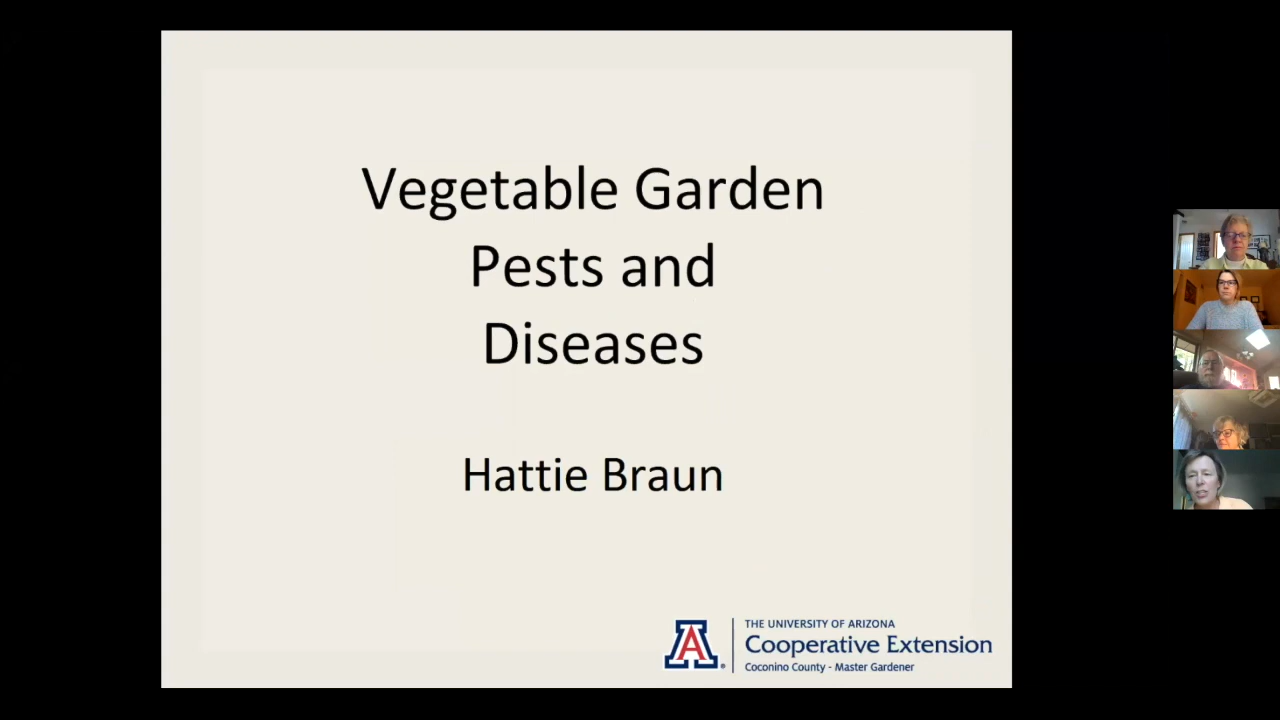 Vegetable Garden
Pests and
Diseases
Hattie Braun
THE UNIVERSITY OF ARIZONA
Cooperative Extension
Coconino County - Master Gardener